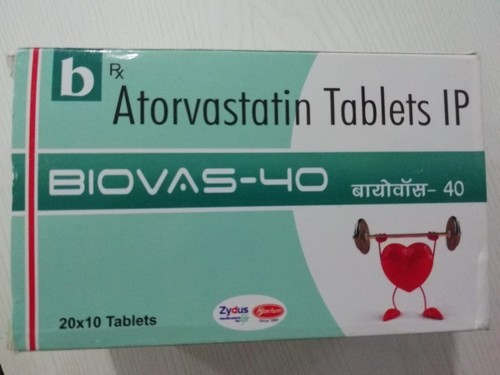 b
Rx
Atorvastatin Tablets IP
BIOVAS-40
बायोवॉस- 40
20x10 Tablets
Zydus